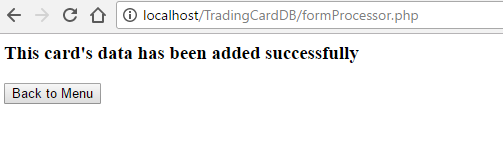 localhost/TradingCardDB/formProcessor.php
This card's data has been added successfully
Back to Menu